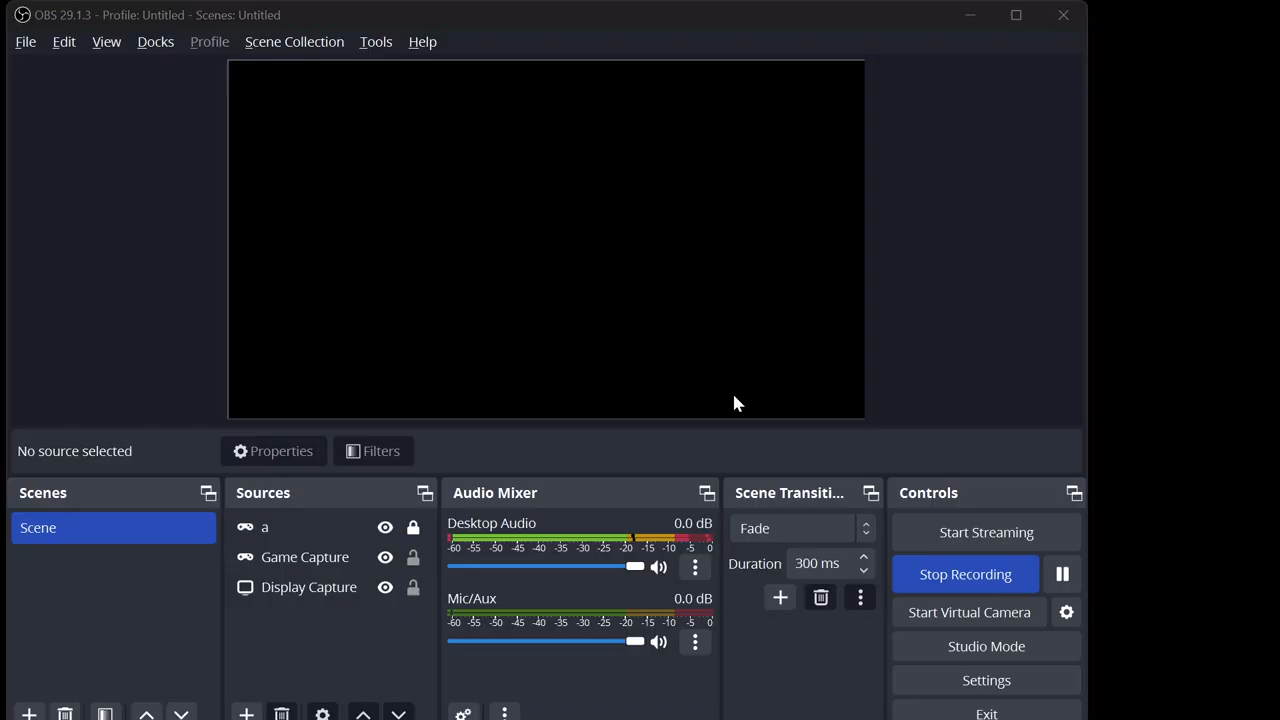 OBS 29.1.3 - Profile: Untitled - Scenes: Untitled
File Edit View Docks Profile Scene Collection Tools Help
No source selected Properties Filters
Scenes
Scene
Sources
a
Game Capture
Display Capture
Audio Mixer
Desktop Audio 0.0 dB
-60 -55 -50 -45 -40 -35 -30 -25 -20 -15 -10 -5 0
Mic/Aux 0.0 dB
-60 -55 -50 -45 -40 -35 -30 -25 -20 -15 -10 -5 0
Scene Transiti...
Fade
Duration 300 ms
Controls
Start Streaming
Stop Recording
Start Virtual Camera
Studio Mode
Settings
Exit